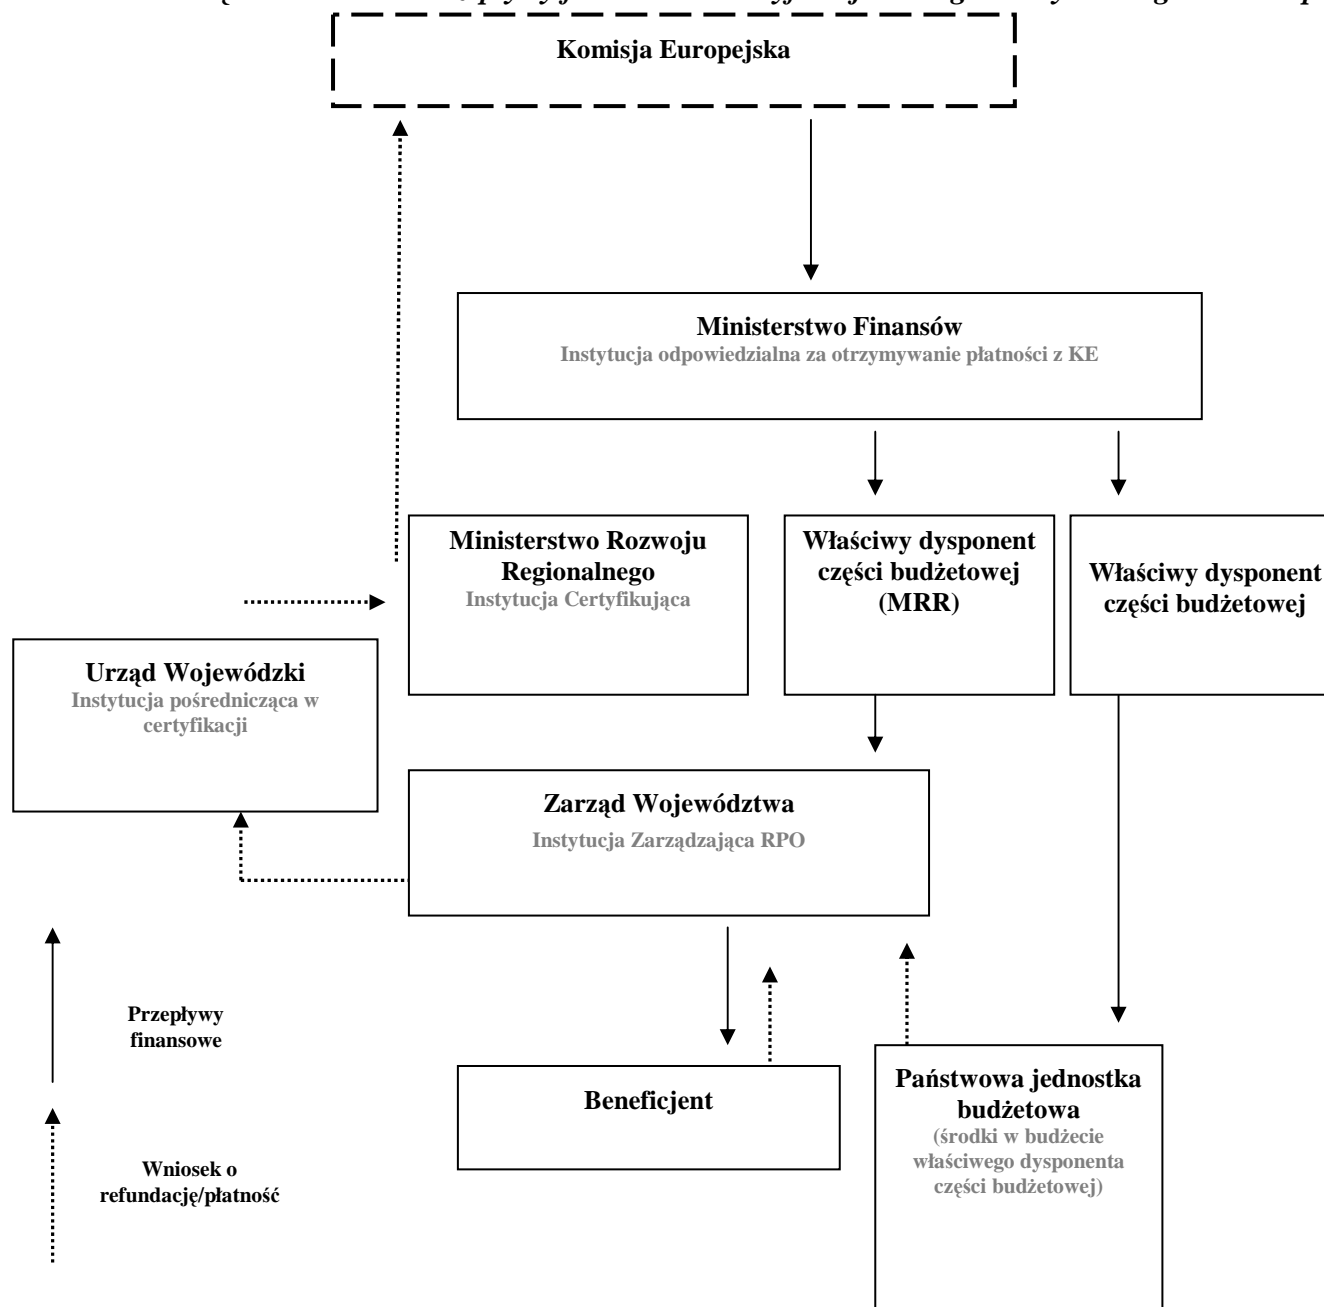 Komisja Europejska
Ministerstwo Finansów
Instytucja odpowiedzialna za otrzymywanie płatności z KE
Ministerstwo Rozwoju
Regionalnego
Instytucja Certyfikująca
Właściwy dysponent
części budżetowej
(MRR)
Właściwy dysponent
części budżetowej
Urząd Wojewódzki
Instytucja pośrednicząca w
certyfikacji
Zarząd Województwa
Instytucja Zarządzająca RPO
Przepływy
finansowe
Beneficjent
Państwowa jednostka
budżetowa
(środki w budżecie
właściwego dysponenta
części budżetowej)
Wniosek o
refundację/płatność